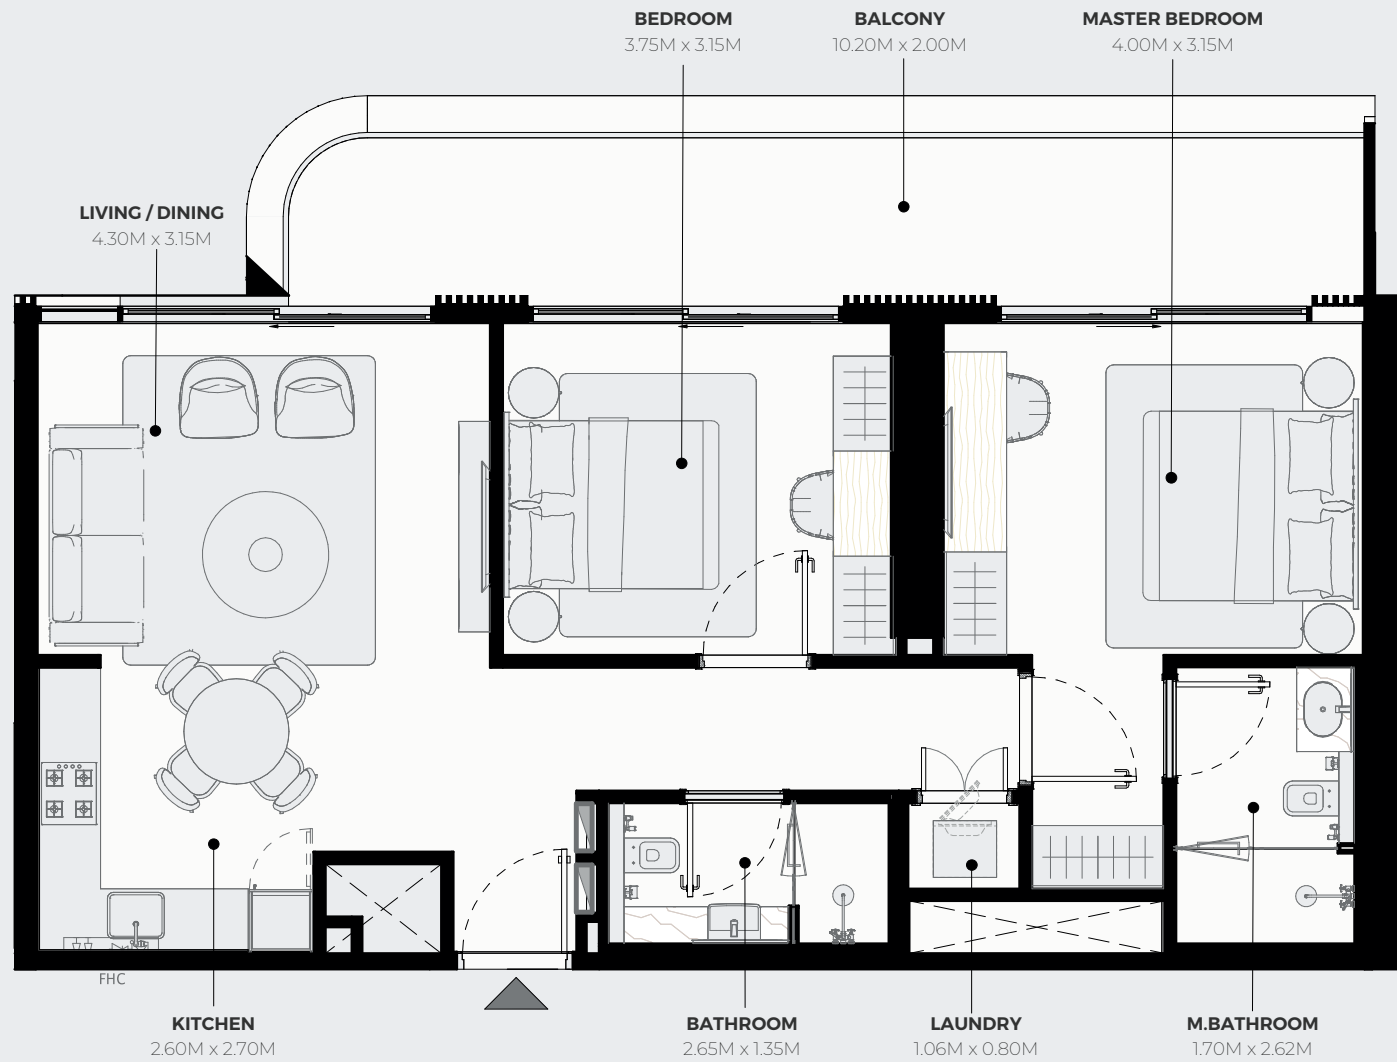 BEDROOM
3.75M x 3.15M
BALCONY
10.20M x 2.00M
MASTER BEDROOM
4.00M x 3.15M
LIVING / DINING
4.30M x 3.15M
FHC
KITCHEN
2.60M x 2.70M
BATHROOM
2.65M x 1.35M
LAUNDRY
1.06M x 0.80M
M.BATHROOM
1.70M x 2.62M